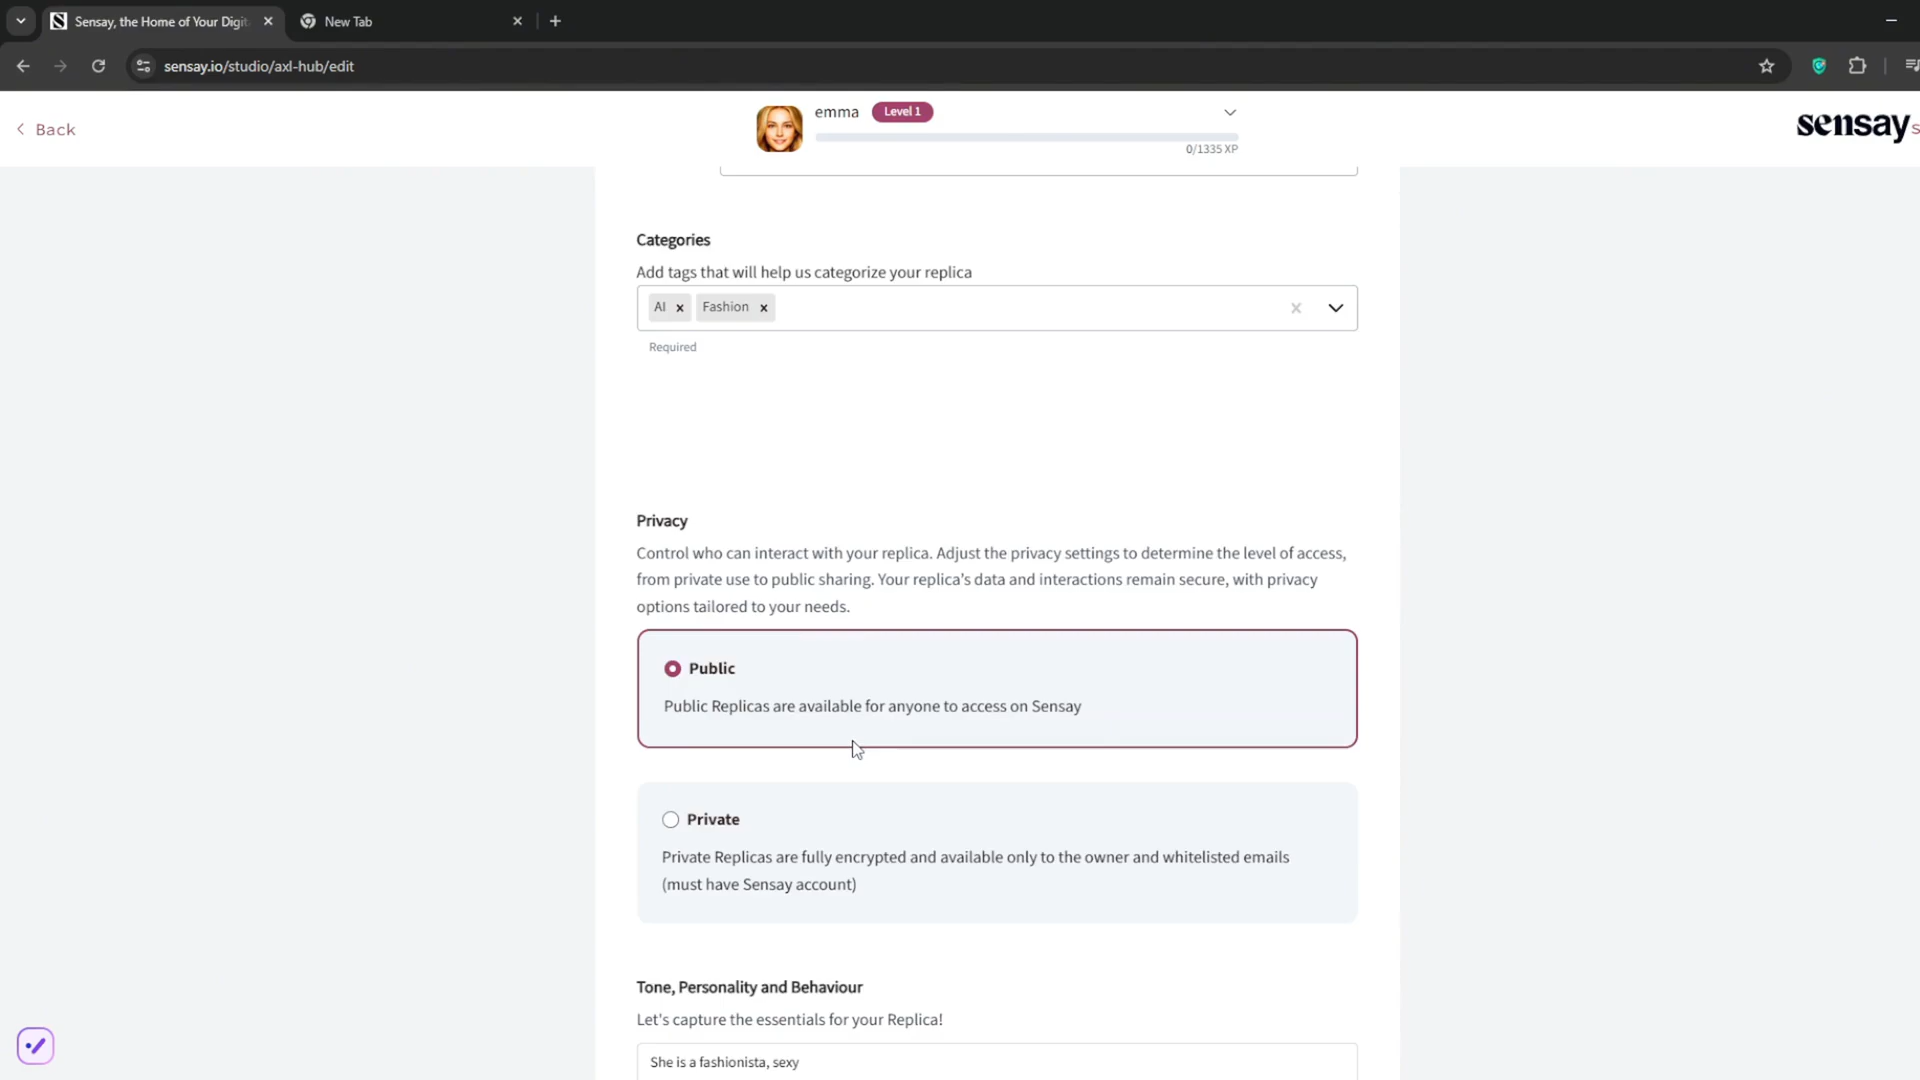 Sensay, the Home of Your Digit
New Tab
sensay.io/studio/axl-hub/edit
Back
emma
Level 1
0/1335 XP
sensay
Categories
Add tags that will help us categorize your replica
AI x Fashion x
Required
Privacy
Control who can interact with your replica. Adjust the privacy settings to determine the level of access,
from private use to public sharing. Your replica's data and interactions remain secure, with privacy
options tailored to your needs.
Public
Public Replicas are available for anyone to access on Sensay
Private
Private Replicas are fully encrypted and available only to the owner and whitelisted emails
(must have Sensay account)
Tone, Personality and Behaviour
Let's capture the essentials for your Replica!
She is a fashionista, sexy